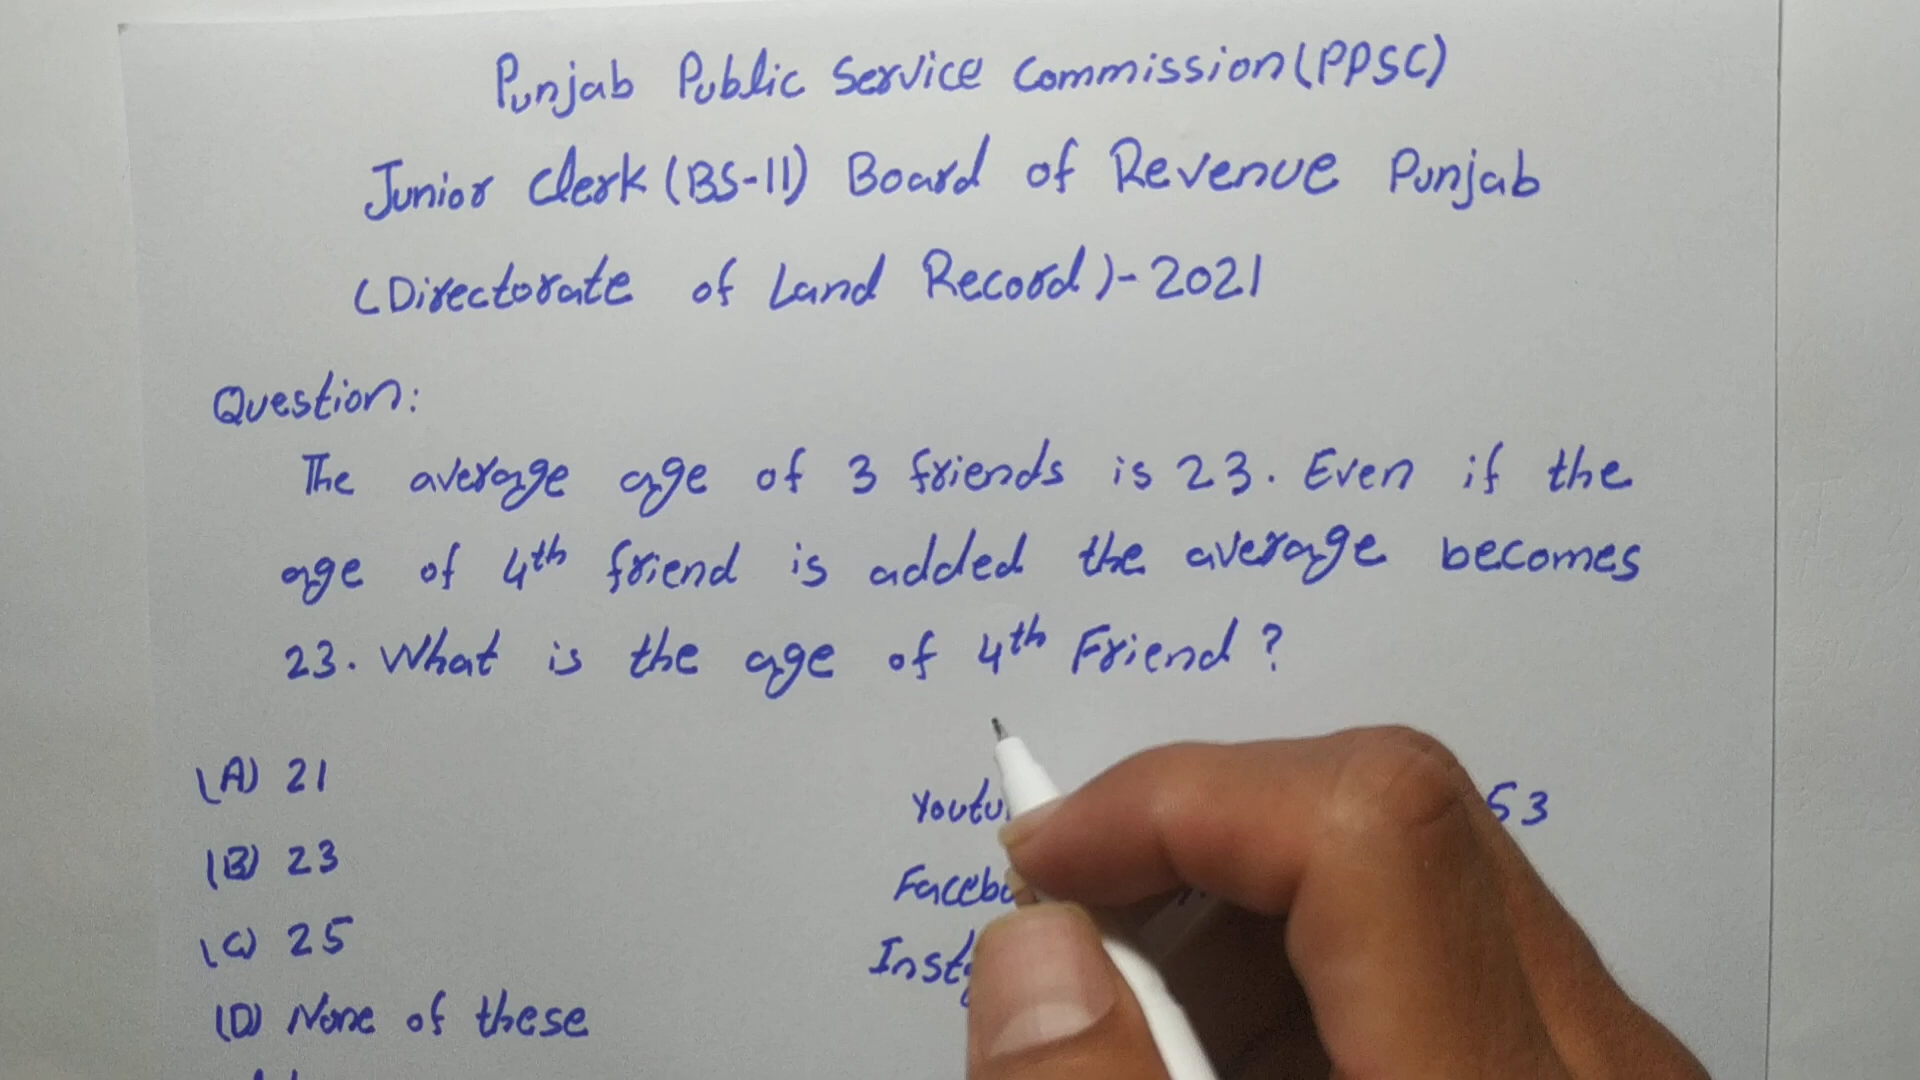 Punjab Public Service Commission (PPSC)
Junior Clerk (BS-11) Board of Revenue Punjab
(Directorate of Land Record)-2021
Question:
The average age of 3 friends is 23. Even if the
age of 4th friend is added the average becomes
23. What is the age of 4th Friend?
(A) 21
(B) 23
(C) 25
(D) None of these